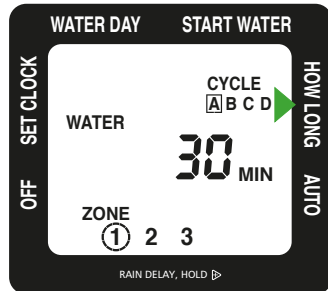 WATER DAY START WATER
SET CLOCK
OFF
HOW LONG
AUTO
CYCLE
A B C D
WATER
30 MIN
ZONE
1 2 3
RAIN DELAY, HOLD